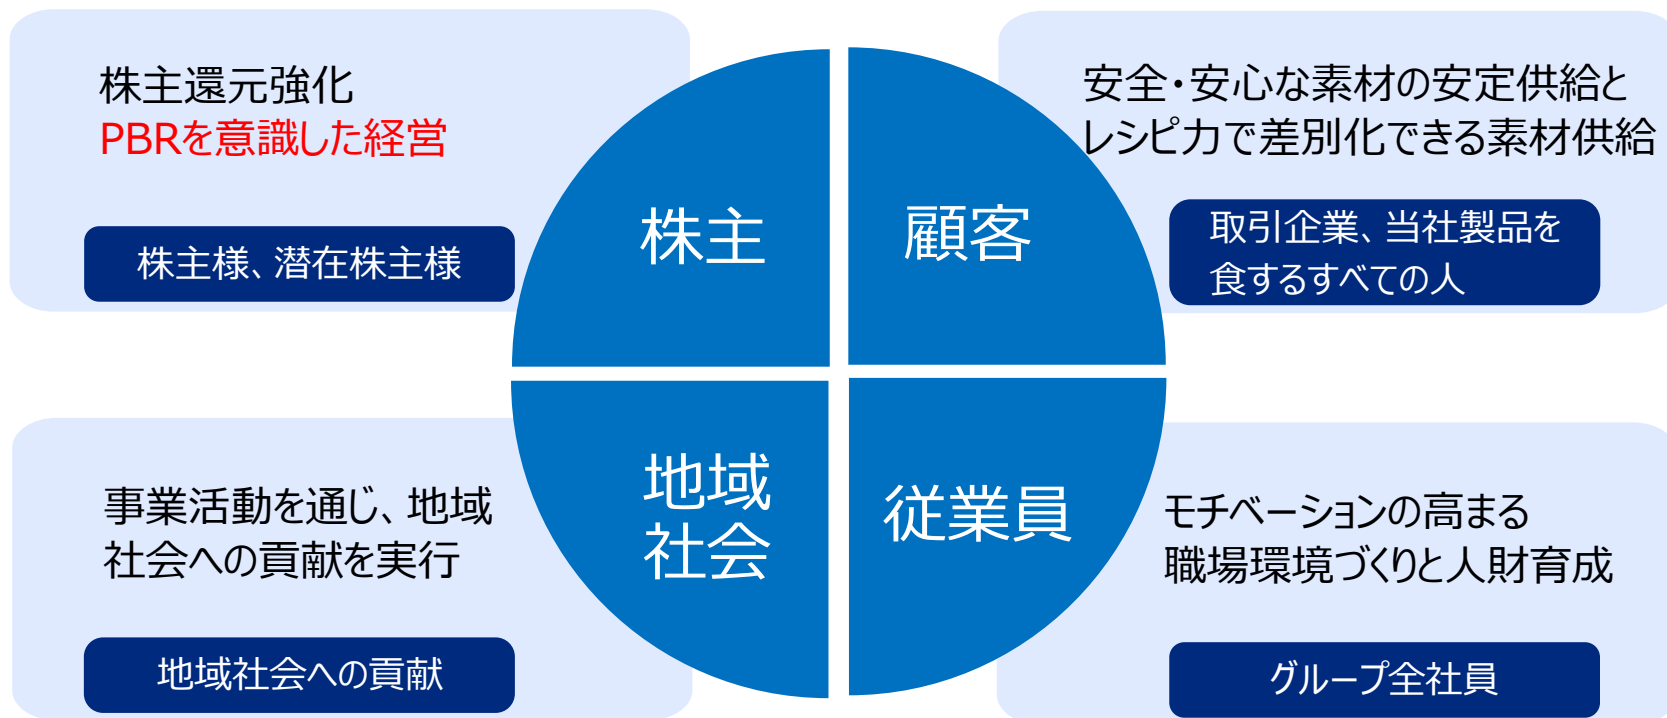 株主還元強化
PBRを意識した経営
株主様、潜在株主様
株主
顧客
安全・安心な素材の安定供給と
レシピ力で差別化できる素材供給
取引企業、当社製品を
食するすべての人
事業活動を通じ、地域
社会への貢献を実行
地域社会への貢献
地域
社会
従業員
モチベーションの高まる
職場環境づくりと人財育成
グループ全社員